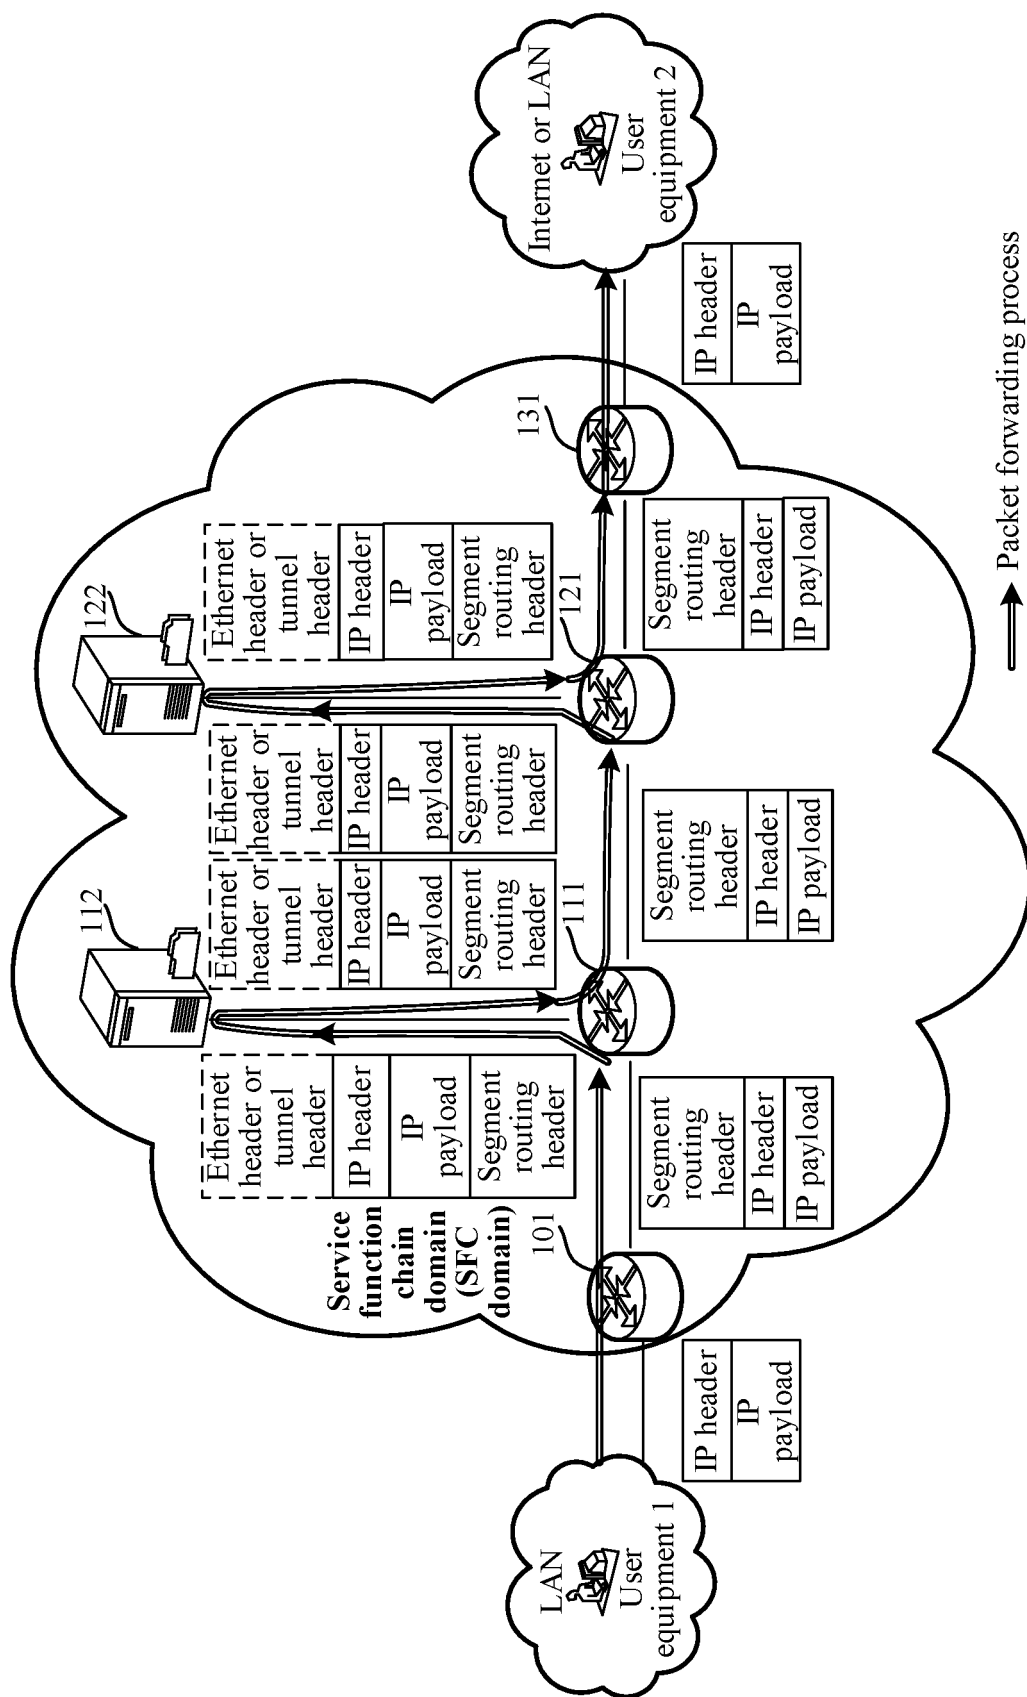 LAN
User
equipment 1
IP header
IP
payload
101
Service
function
chain
domain
(SFC
domain)
Segment
routing
header
IP header
IP payload
Ethernet
header or
tunnel
header
IP header
IP
payload
Segment
routing
header
112
111
Ethernet
header or
tunnel
header
IP header
IP
payload
Segment
routing
header
Segment
routing
header
IP header
IP payload
Ethernet
header or
tunnel
header
IP header
IP
payload
Segment
routing
header
122
121
Ethernet
header or
tunnel
header
IP header
IP
payload
Segment
routing
header
Segment
routing
header
IP header
IP payload
131
IP header
IP
payload
Internet or LAN
User
equipment 2
Packet forwarding process